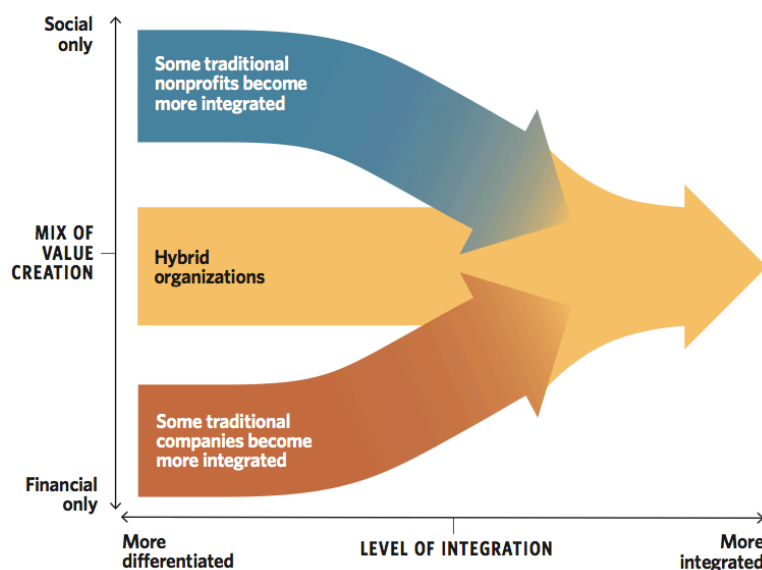 Social
only
Some traditional
nonprofits become
more integrated
MIX OF
VALUE
CREATION
Hybrid
organizations
Some traditional
companies become
more integrated
Financial
only
More
differentiated
LEVEL OF INTEGRATION
More
integrated